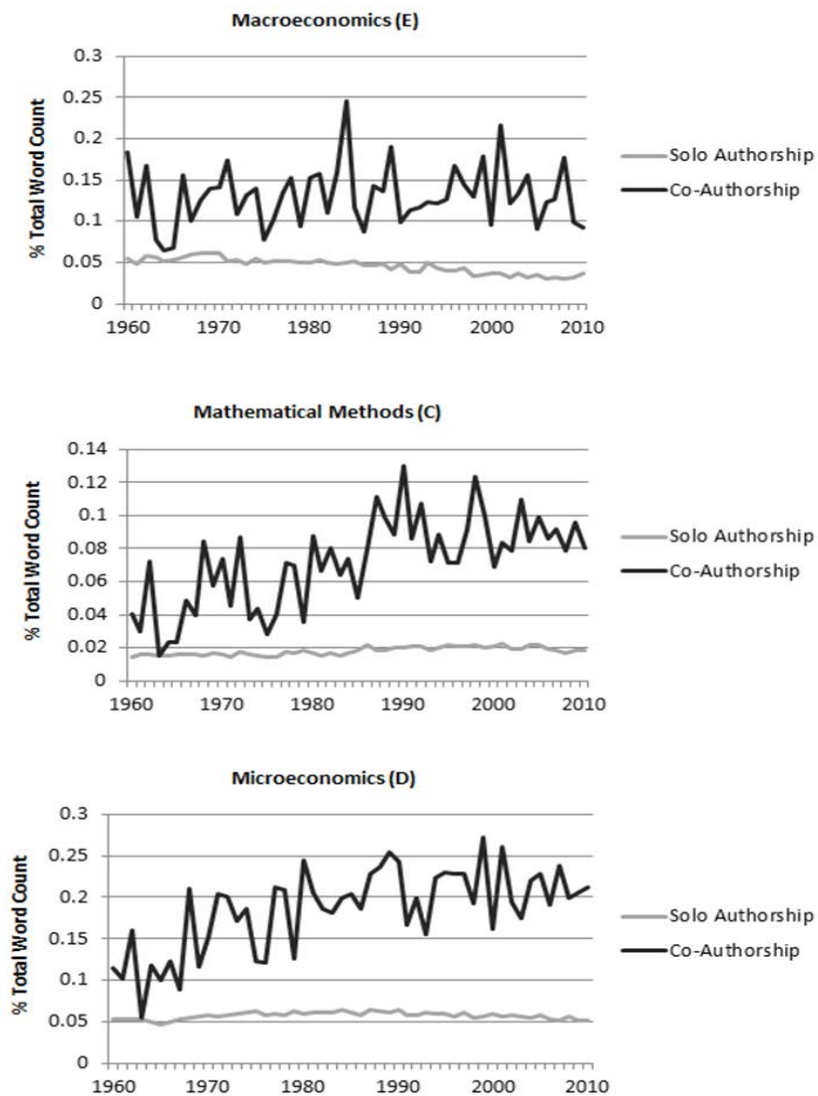 Macroeconomics (E)
% Total Word Count
0.3
0.25
0.2
0.15
0.1
0.05
0
1960 1970 1980 1990 2000 2010
Solo Authorship
Co-Authorship
Mathematical Methods (C)
% Total Word Count
0.14
0.12
0.1
0.08
0.06
0.04
0.02
0
1960 1970 1980 1990 2000 2010
Solo Authorship
Co-Authorship
Microeconomics (D)
% Total Word Count
0.3
0.25
0.2
0.15
0.1
0.05
0
1960 1970 1980 1990 2000 2010
Solo Authorship
Co-Authorship